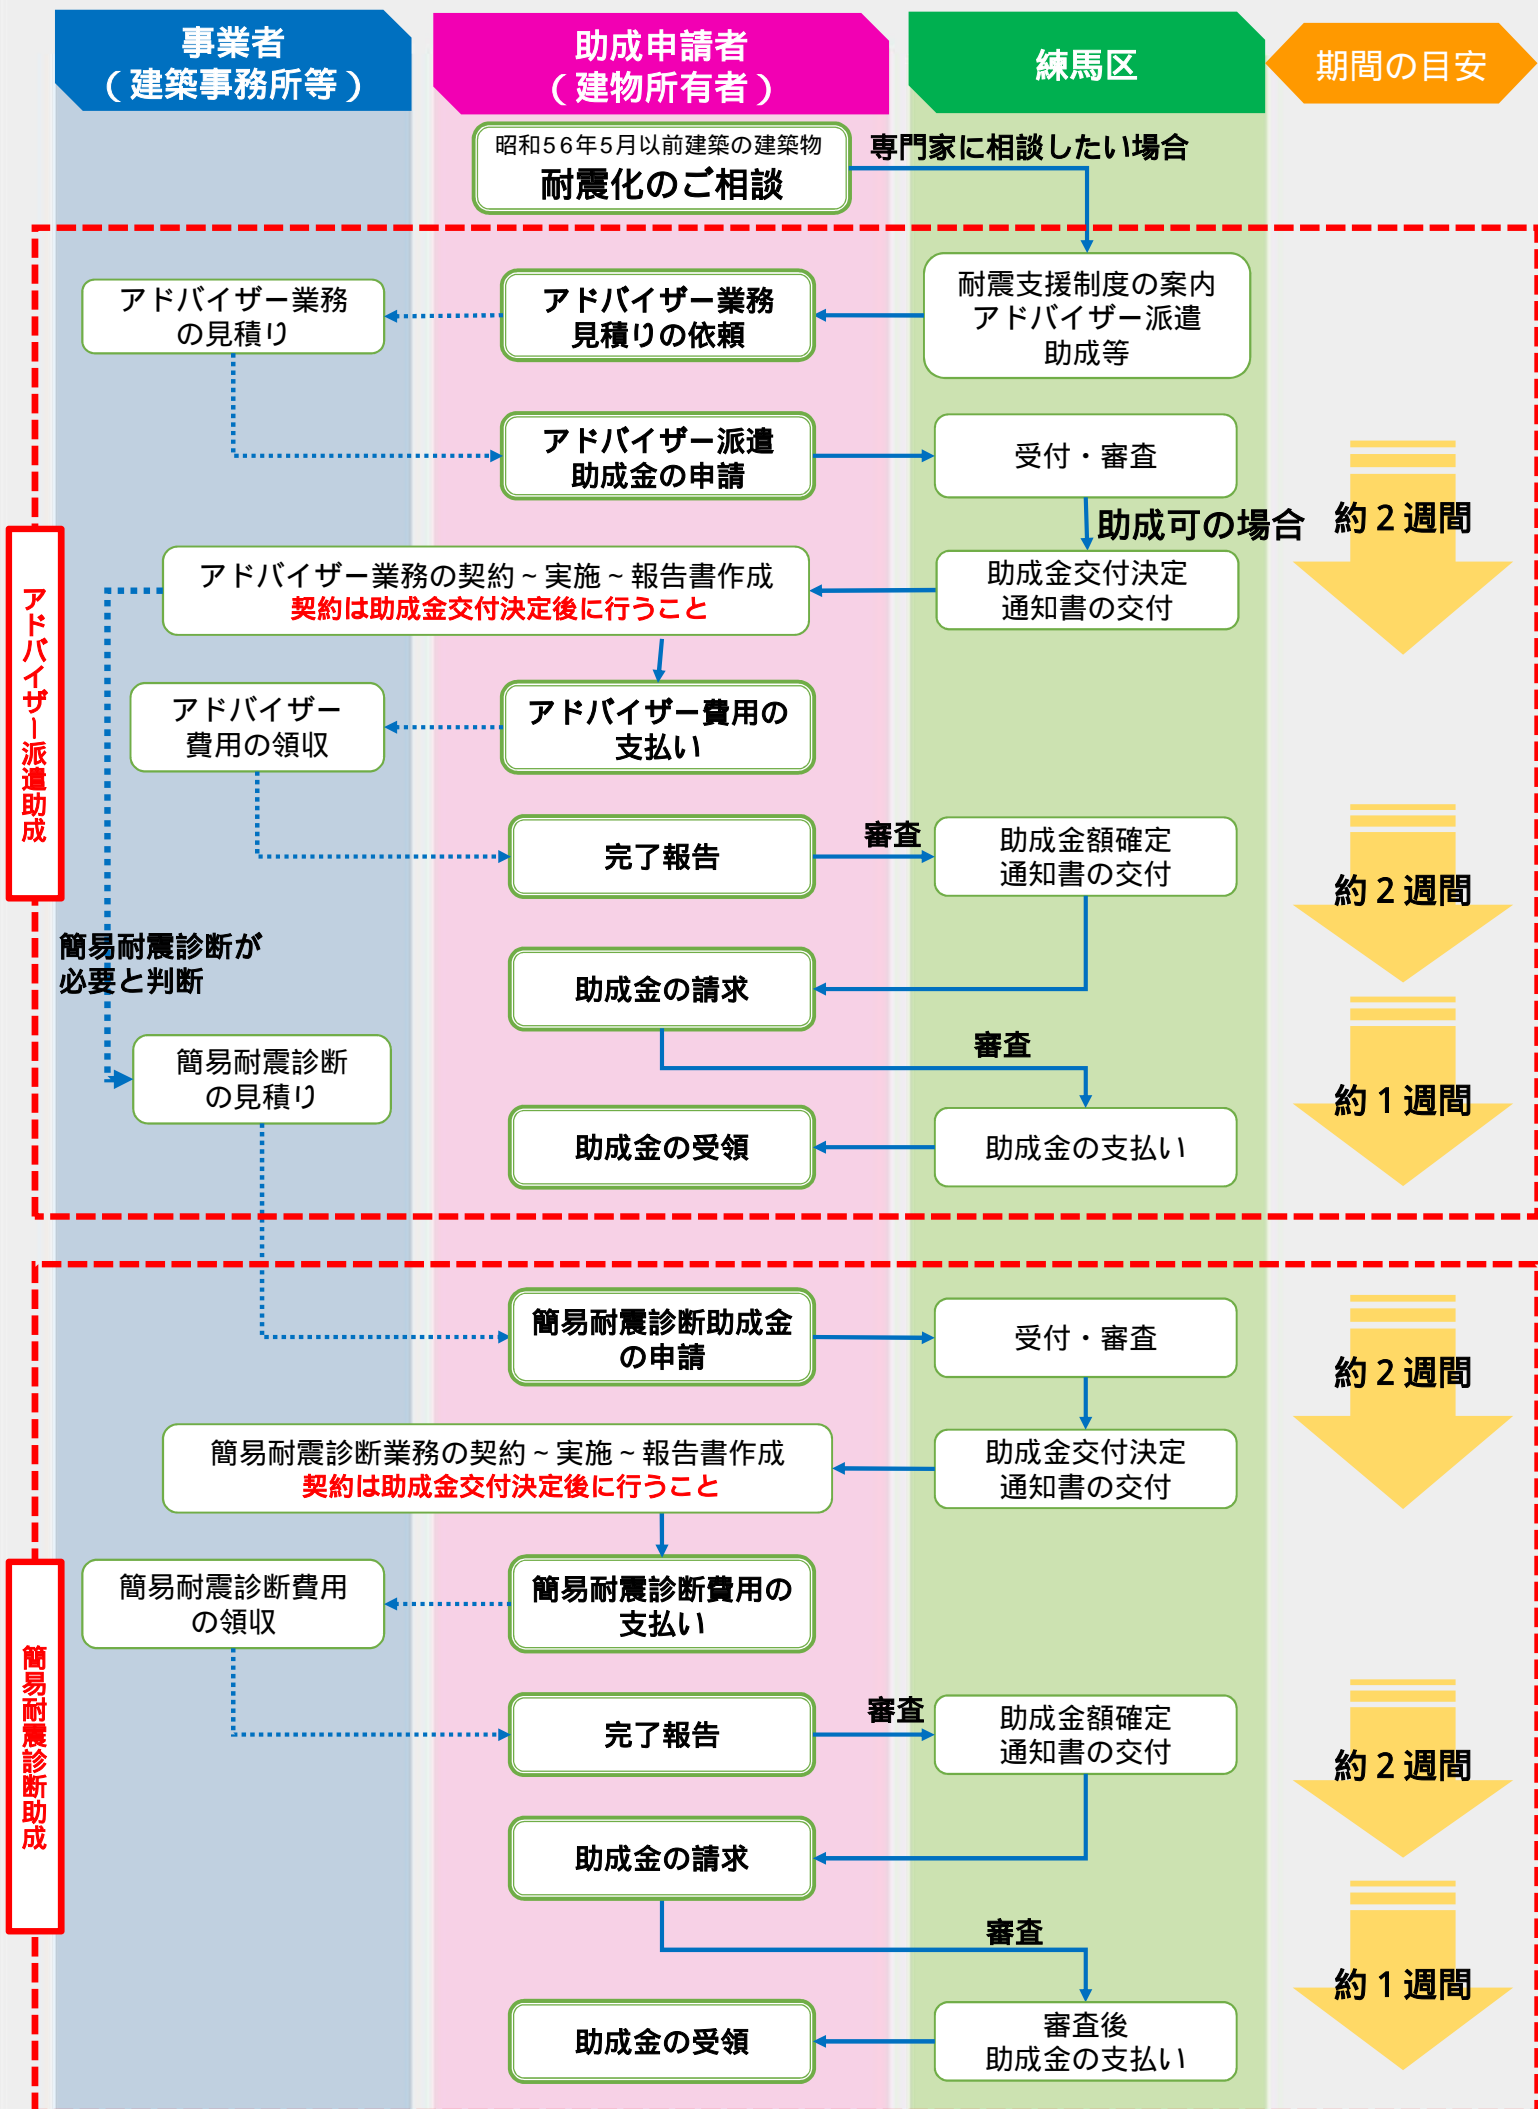 事業者
（建築事務所等）
助成申請者
（建物所有者）
練馬区
期間の目安
昭和56年5月以前建築の建築物
耐震化のご相談
専門家に相談したい場合
アドバイザー業務
の見積り
アドバイザー業務
見積りの依頼
耐震支援制度の案内
アドバイザー派遣
助成等
アドバイザー派遣
助成金の申請
受付・審査
助成可の場合
約2週間
アドバイザー業務の契約~実施~報告書作成
契約は助成金交付決定後に行うこと
助成金交付決定
通知書の交付
アドバイザー派遣助成
アドバイザー
費用の領収
アドバイザー費用の
支払い
完了報告
審査
助成金額確定
通知書の交付
約2週間
簡易耐震診断が
必要と判断
助成金の請求
審査
簡易耐震診断
の見積り
約1週間
助成金の受領
助成金の支払い
簡易耐震診断助成金
の申請
受付・審査
約2週間
簡易耐震診断業務の契約~実施~報告書作成
契約は助成金交付決定後に行うこと
助成金交付決定
通知書の交付
簡易耐震診断助成
簡易耐震診断費用
の領収
簡易耐震診断費用の
支払い
完了報告
審査
助成金額確定
通知書の交付
約2週間
助成金の請求
審査
約1週間
助成金の受領
審査後
助成金の支払い